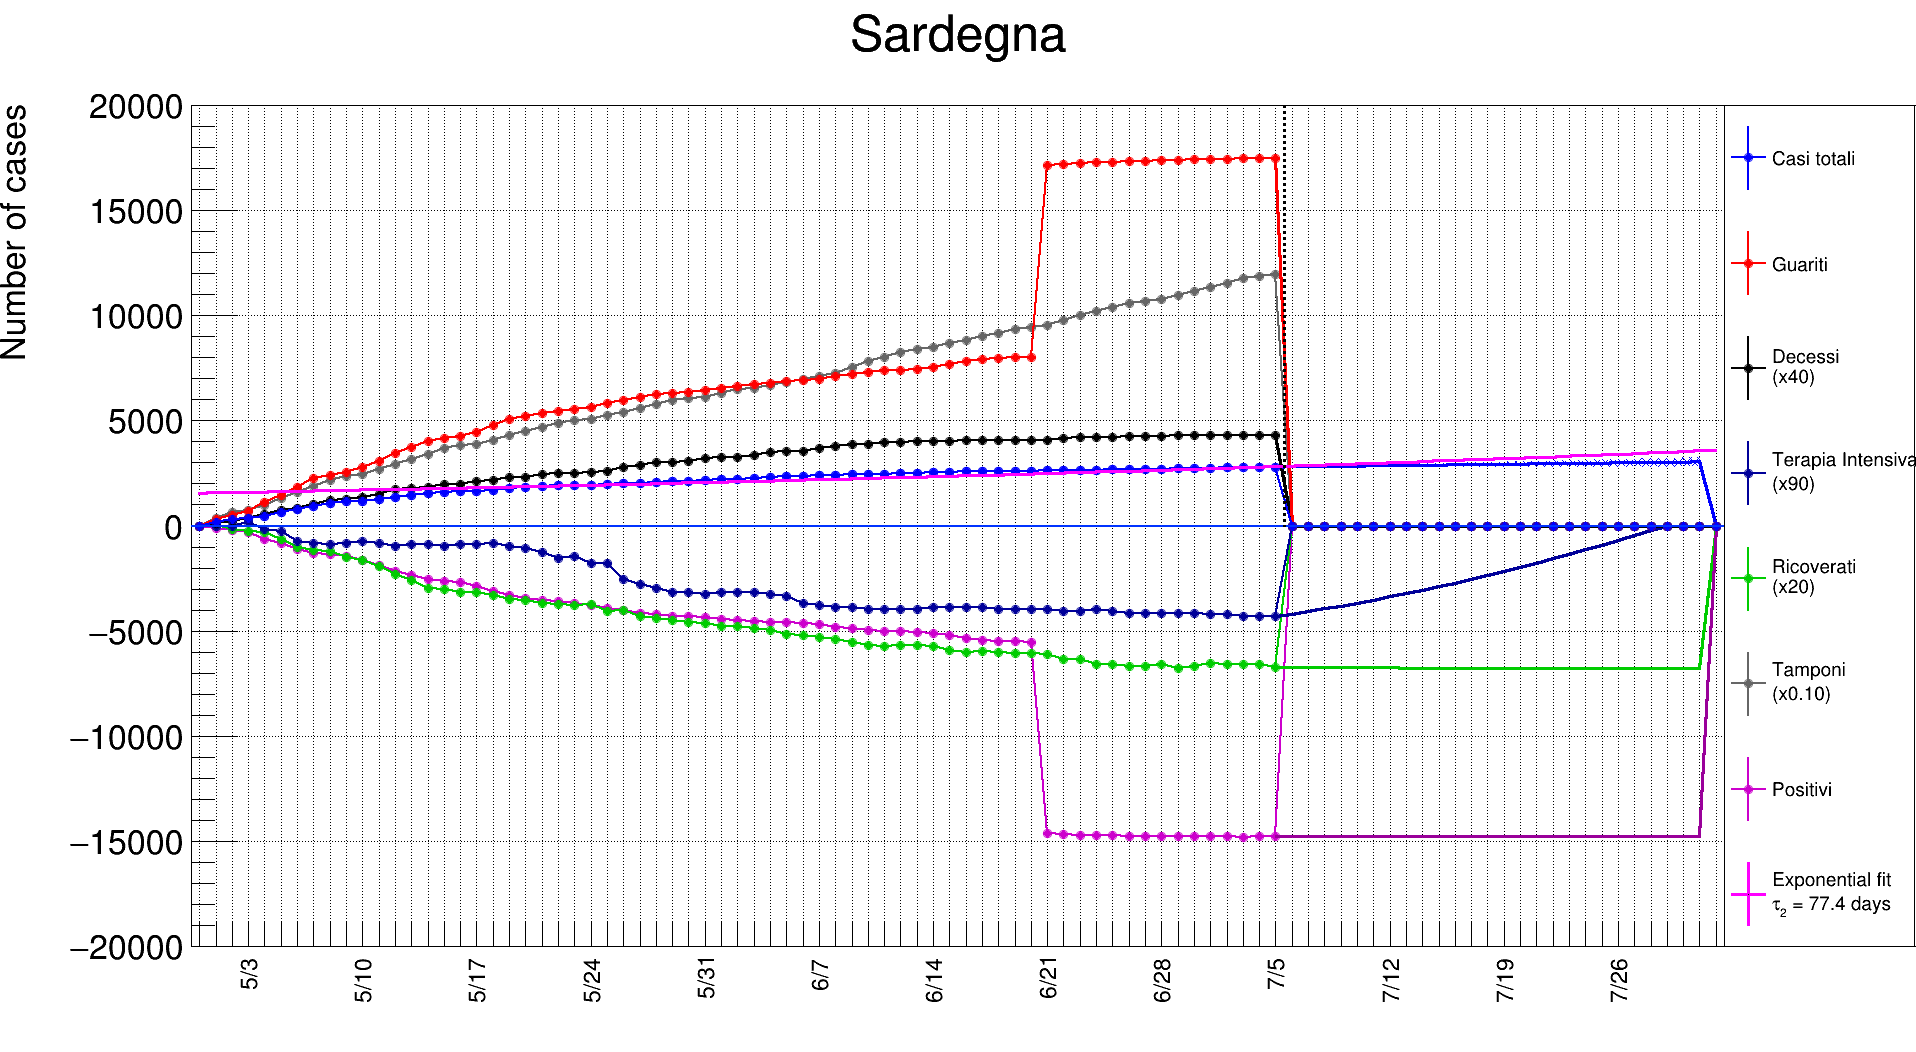 Sardegna
Number of cases
20000
15000
10000
5000
0
−5000
−10000
−15000
−20000
5/3
5/10
5/17
5/24
5/31
6/7
6/14
6/21
6/28
7/5
7/12
7/19
7/26
Casi totali
Guariti
Decessi
(x40)
Terapia Intensiva
(x90)
Ricoverati
(x20)
Tamponi
(x0.10)
Positivi
Exponential fit
τ2 = 77.4 days